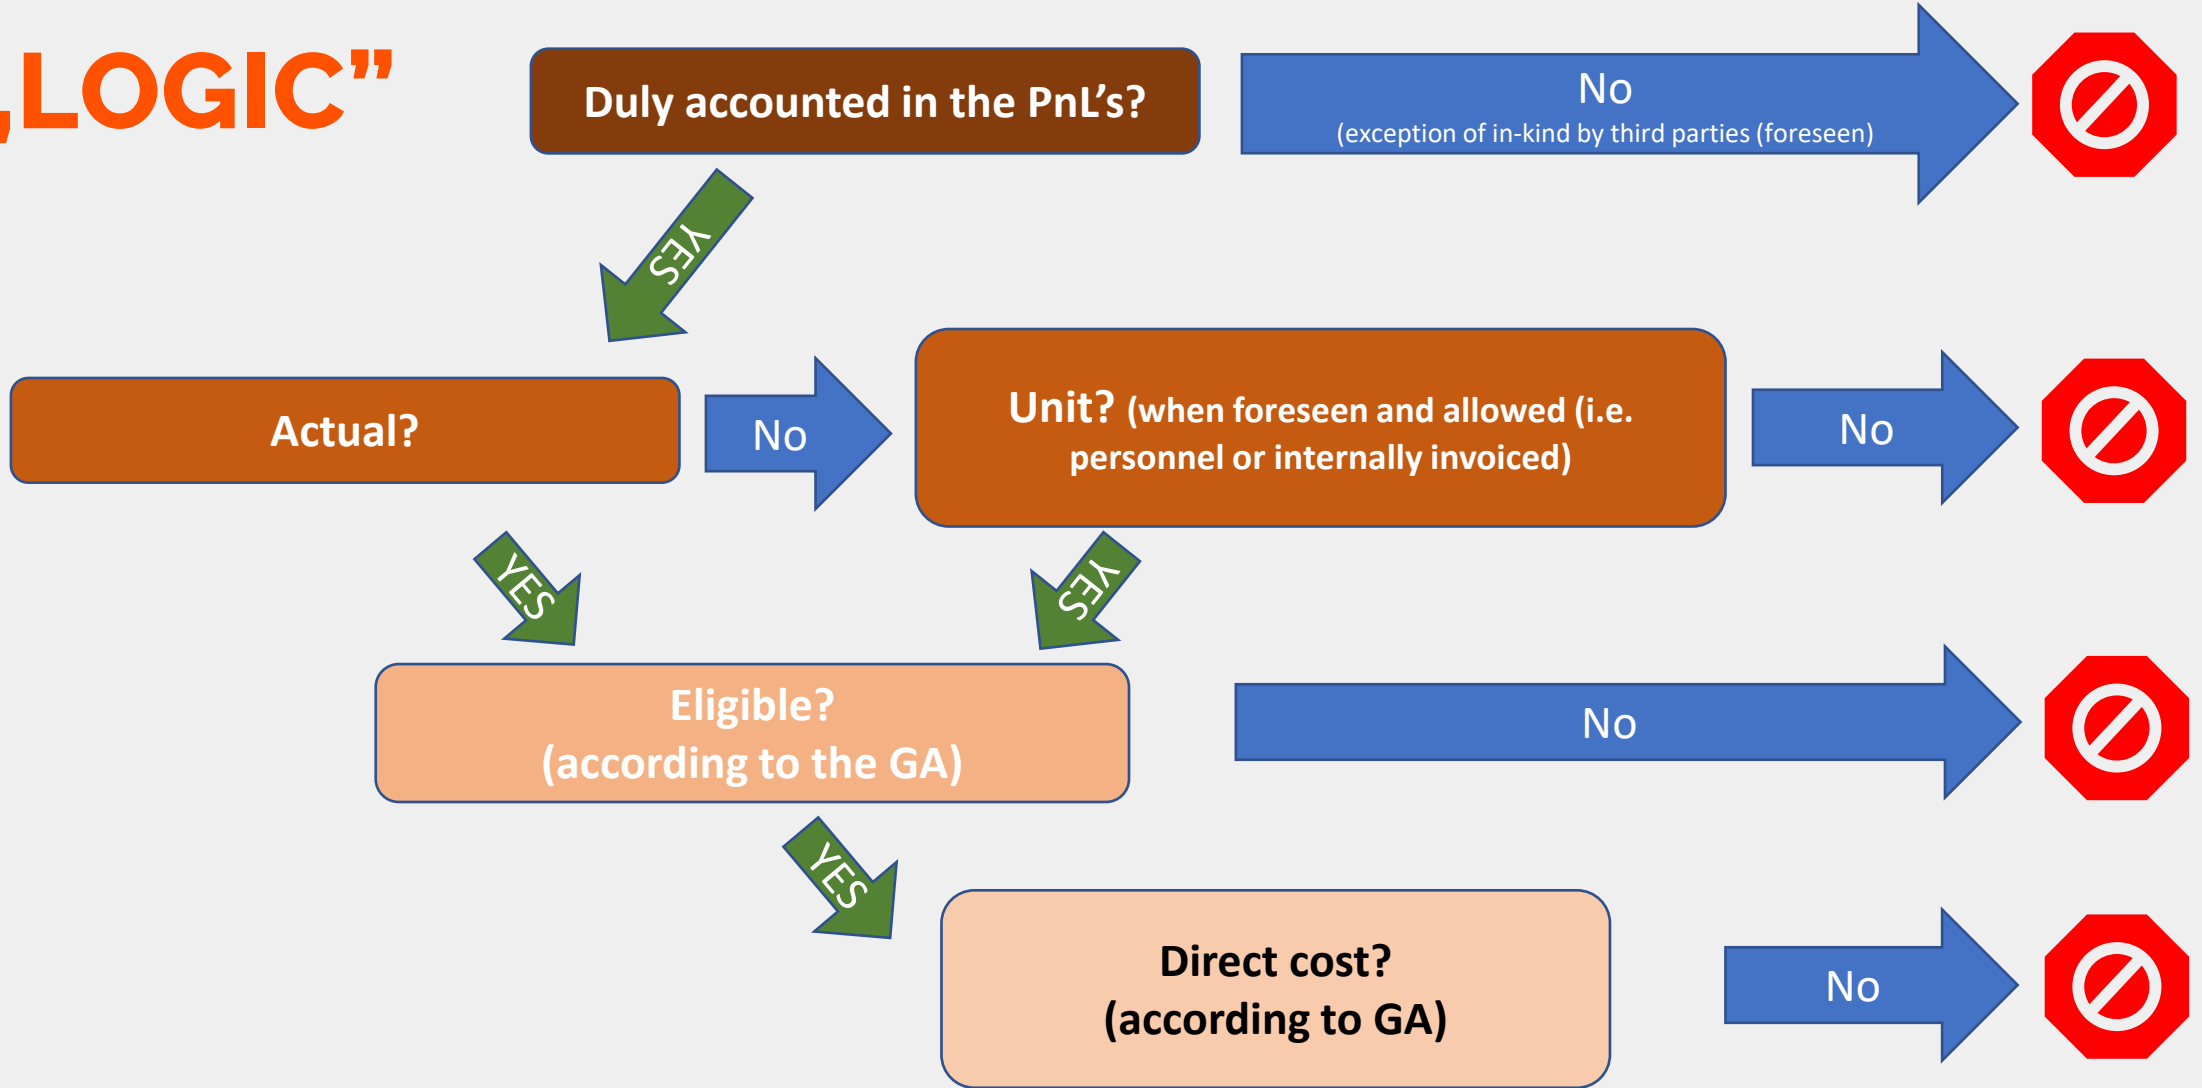 „LOGIC”
Duly accounted in the PnL’s?
No
(exception of in-kind by third parties (foreseen)
YES
Actual?
No
Unit? (when foreseen and allowed (i.e.
personnel or internally invoiced)
No
YES
YES
Eligible?
(according to the GA)
No
YES
Direct cost?
(according to GA)
No